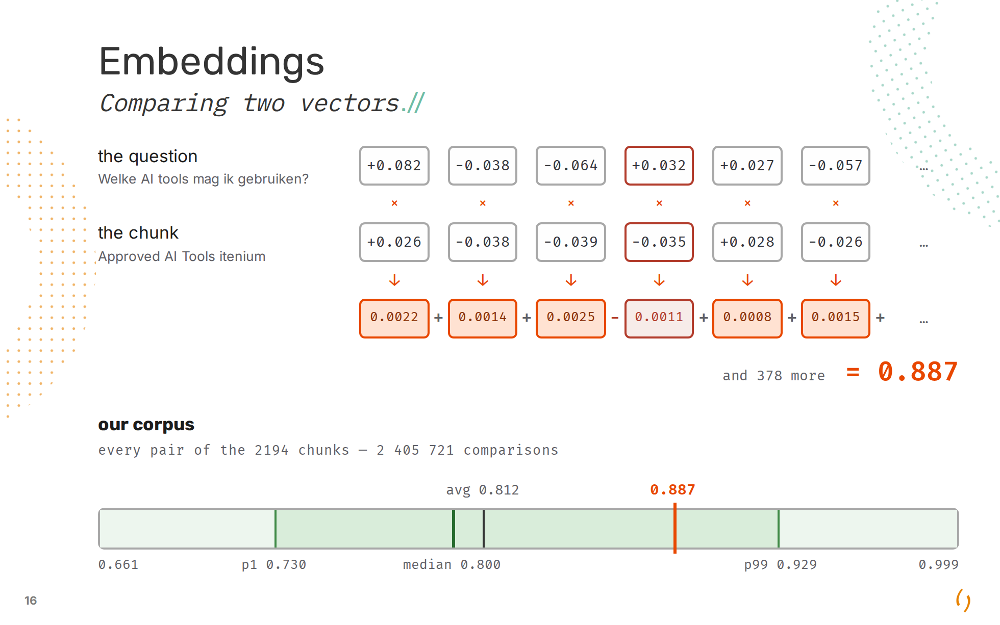 Embeddings
Comparing two vectors.//
the question
Welke AI tools mag ik gebruiken?
+0.082 -0.038 -0.064 +0.032 +0.027 -0.057 ...
× × × × × ×
the chunk
Approved AI Tools itenium
+0.026 -0.038 -0.039 -0.035 +0.028 -0.026 ...
↓ ↓ ↓ ↓ ↓ ↓
0.0022 + 0.0014 + 0.0025 - 0.0011 + 0.0008 + 0.0015 + ...
and 378 more = 0.887
our corpus
every pair of the 2194 chunks — 2 405 721 comparisons
avg 0.812 0.887
0.661 p1 0.730 median 0.800 p99 0.929 0.999
16